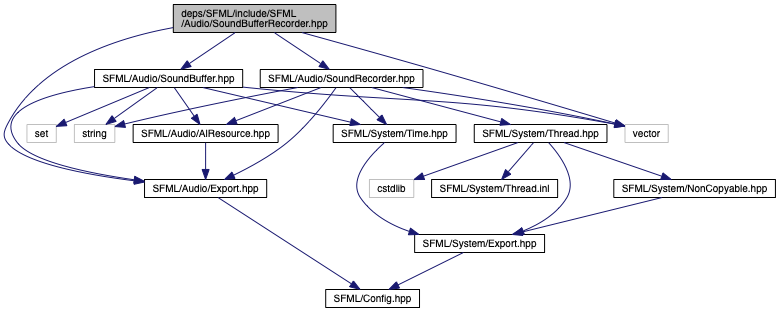 deps/SFML/include/SFML
/Audio/SoundBufferRecorder.hpp
SFML/Audio/SoundBuffer.hpp
SFML/Audio/SoundRecorder.hpp
set
string
SFML/Audio/AlResource.hpp
SFML/System/Time.hpp
SFML/System/Thread.hpp
vector
SFML/Audio/Export.hpp
cstdlib
SFML/System/Thread.inl
SFML/System/NonCopyable.hpp
SFML/System/Export.hpp
SFML/Config.hpp